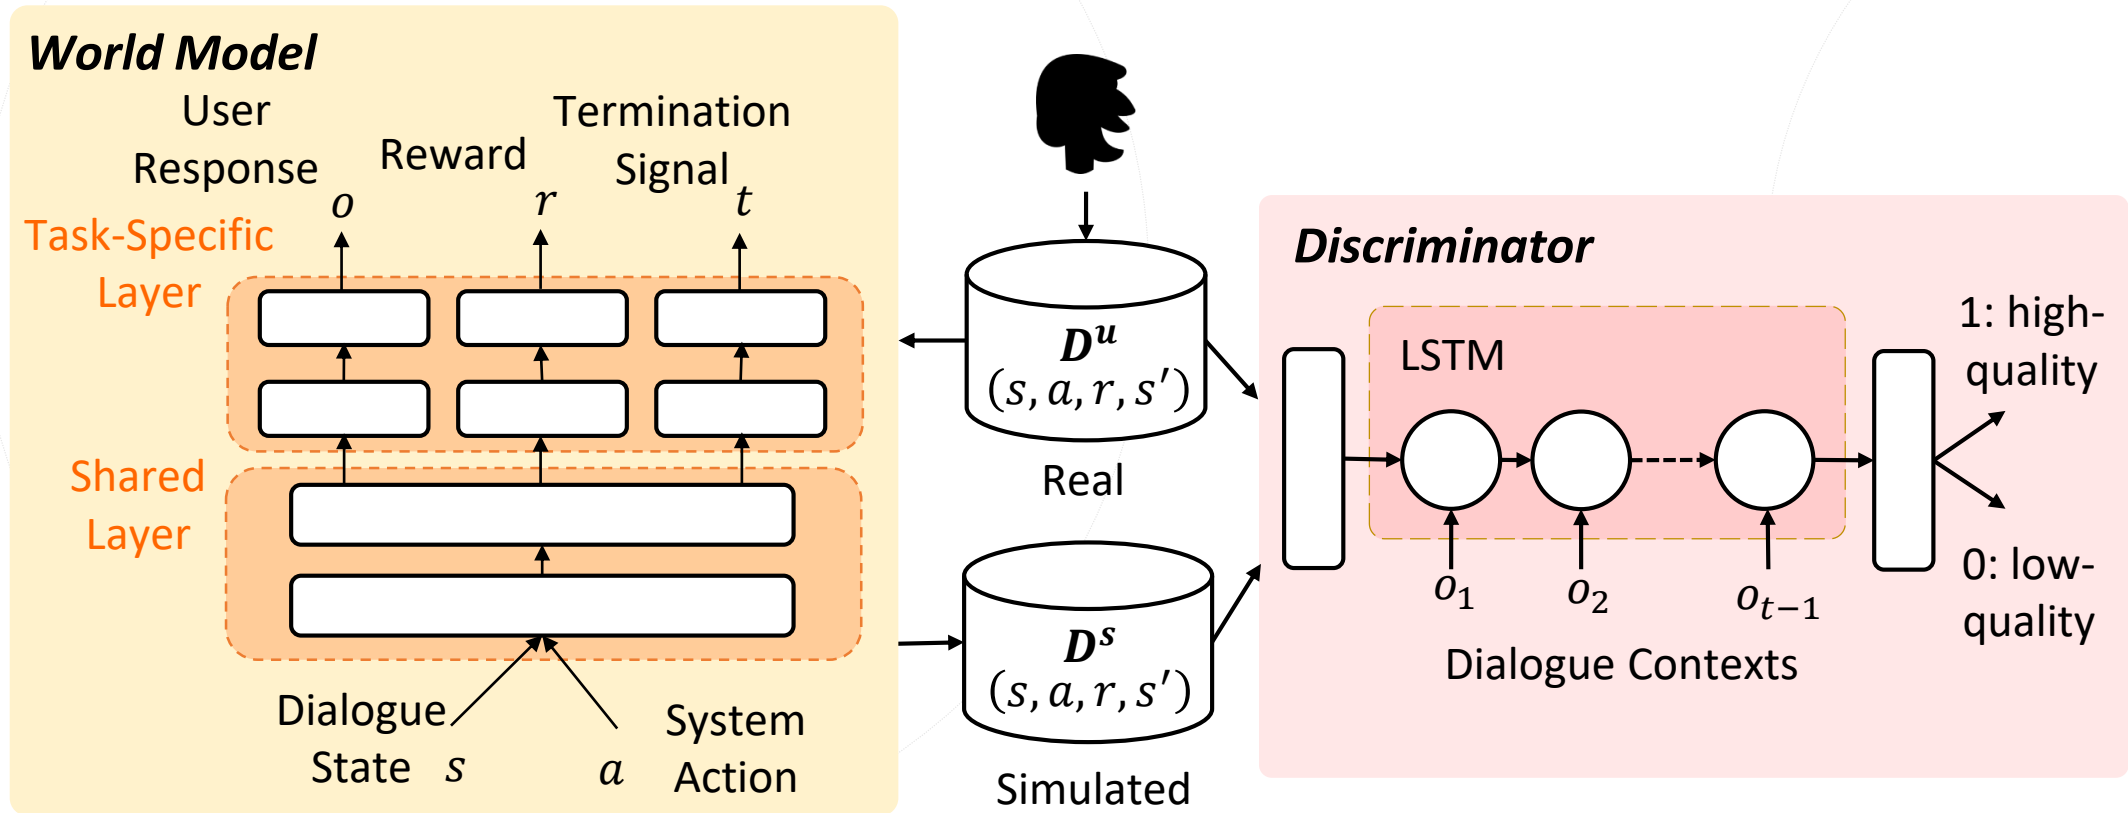 World Model
User
Response
o
Reward
r
Termination
Signal
t
Task-Specific
Layer
Shared
Layer
Dialogue
State s
a
System
Action
D^u
(s, a, r, s′)
Real
D^s
(s, a, r, s′)
Simulated
Discriminator
LSTM
o_1
o_2
o_{t−1}
Dialogue Contexts
1: high-
quality
0: low-
quality